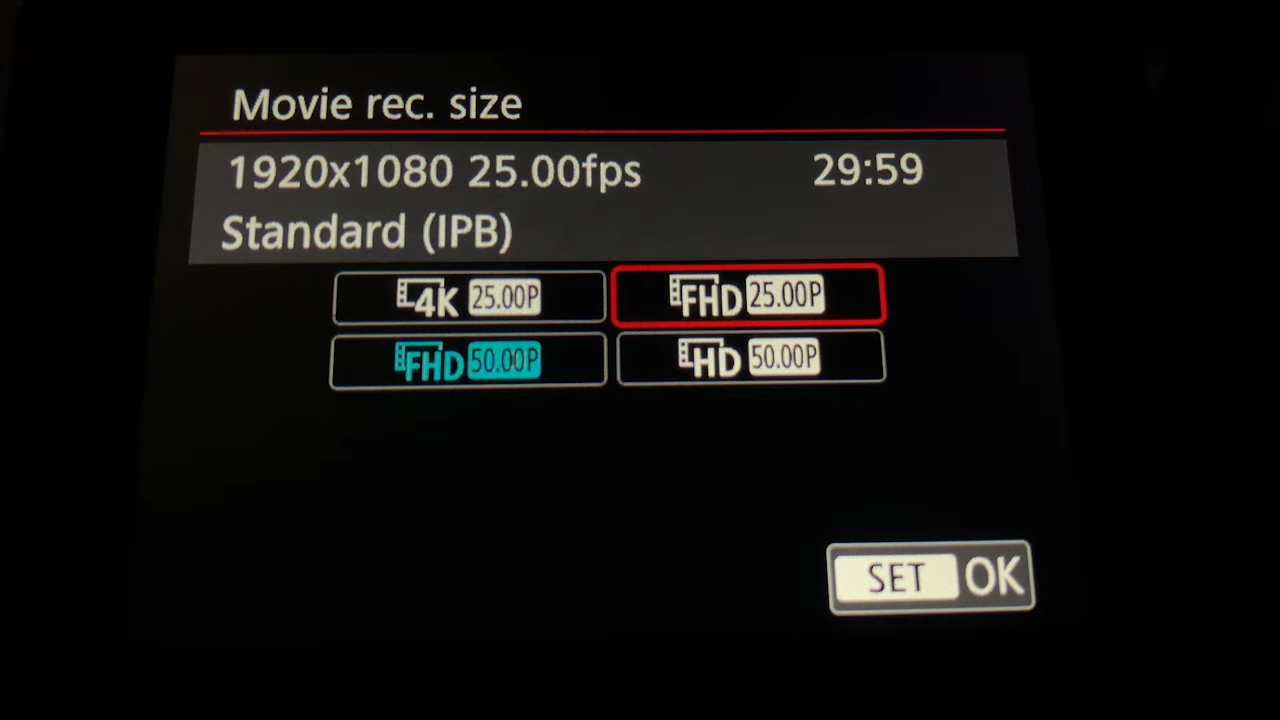 Movie rec. size
1920x1080 25.00fps 29:59
Standard (IPB)
4K 25.00P FHD 25.00P
FHD 50.00P HD 50.00P
SET OK